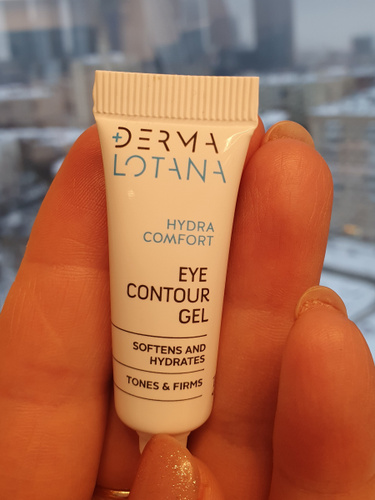 DERMA
LOTANA
HYDRA
COMFORT
EYE
CONTOUR
GEL
SOFTENS AND
HYDRATES
TONES & FIRMS